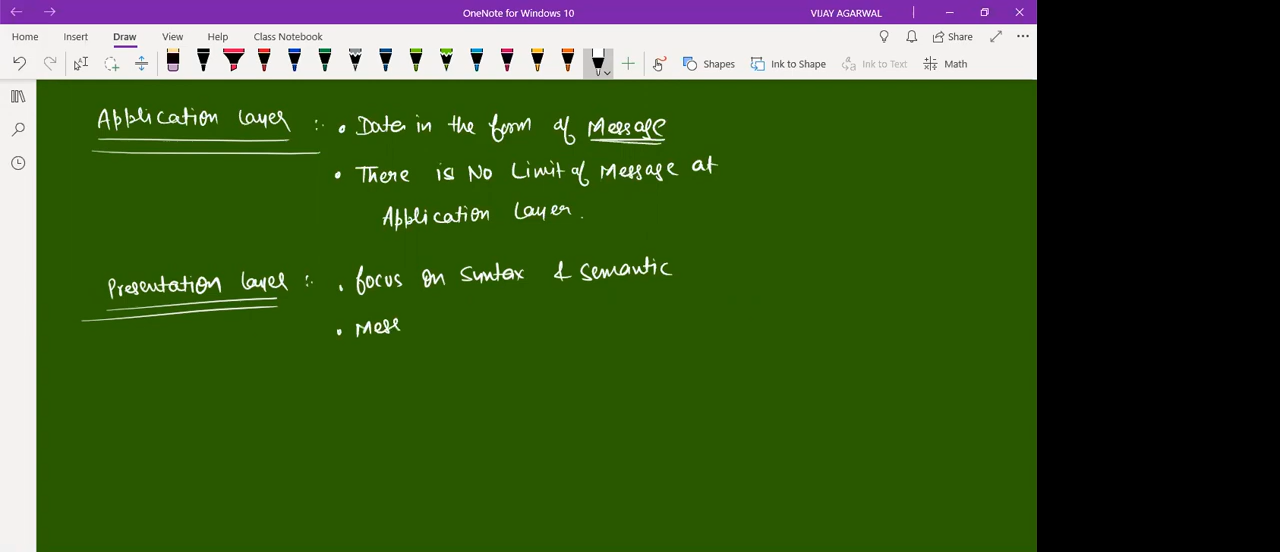 OneNote for Windows 10
VIJAY AGARWAL
Home Insert Draw View Help Class Notebook
Share
Shapes Ink to Shape Ink to Text Math
Application Layer :- • Data in the form of Message
• There is No Limit of Message at
Application Layer.
Presentation Layer :- • focus on Syntax & Semantic
• Mess